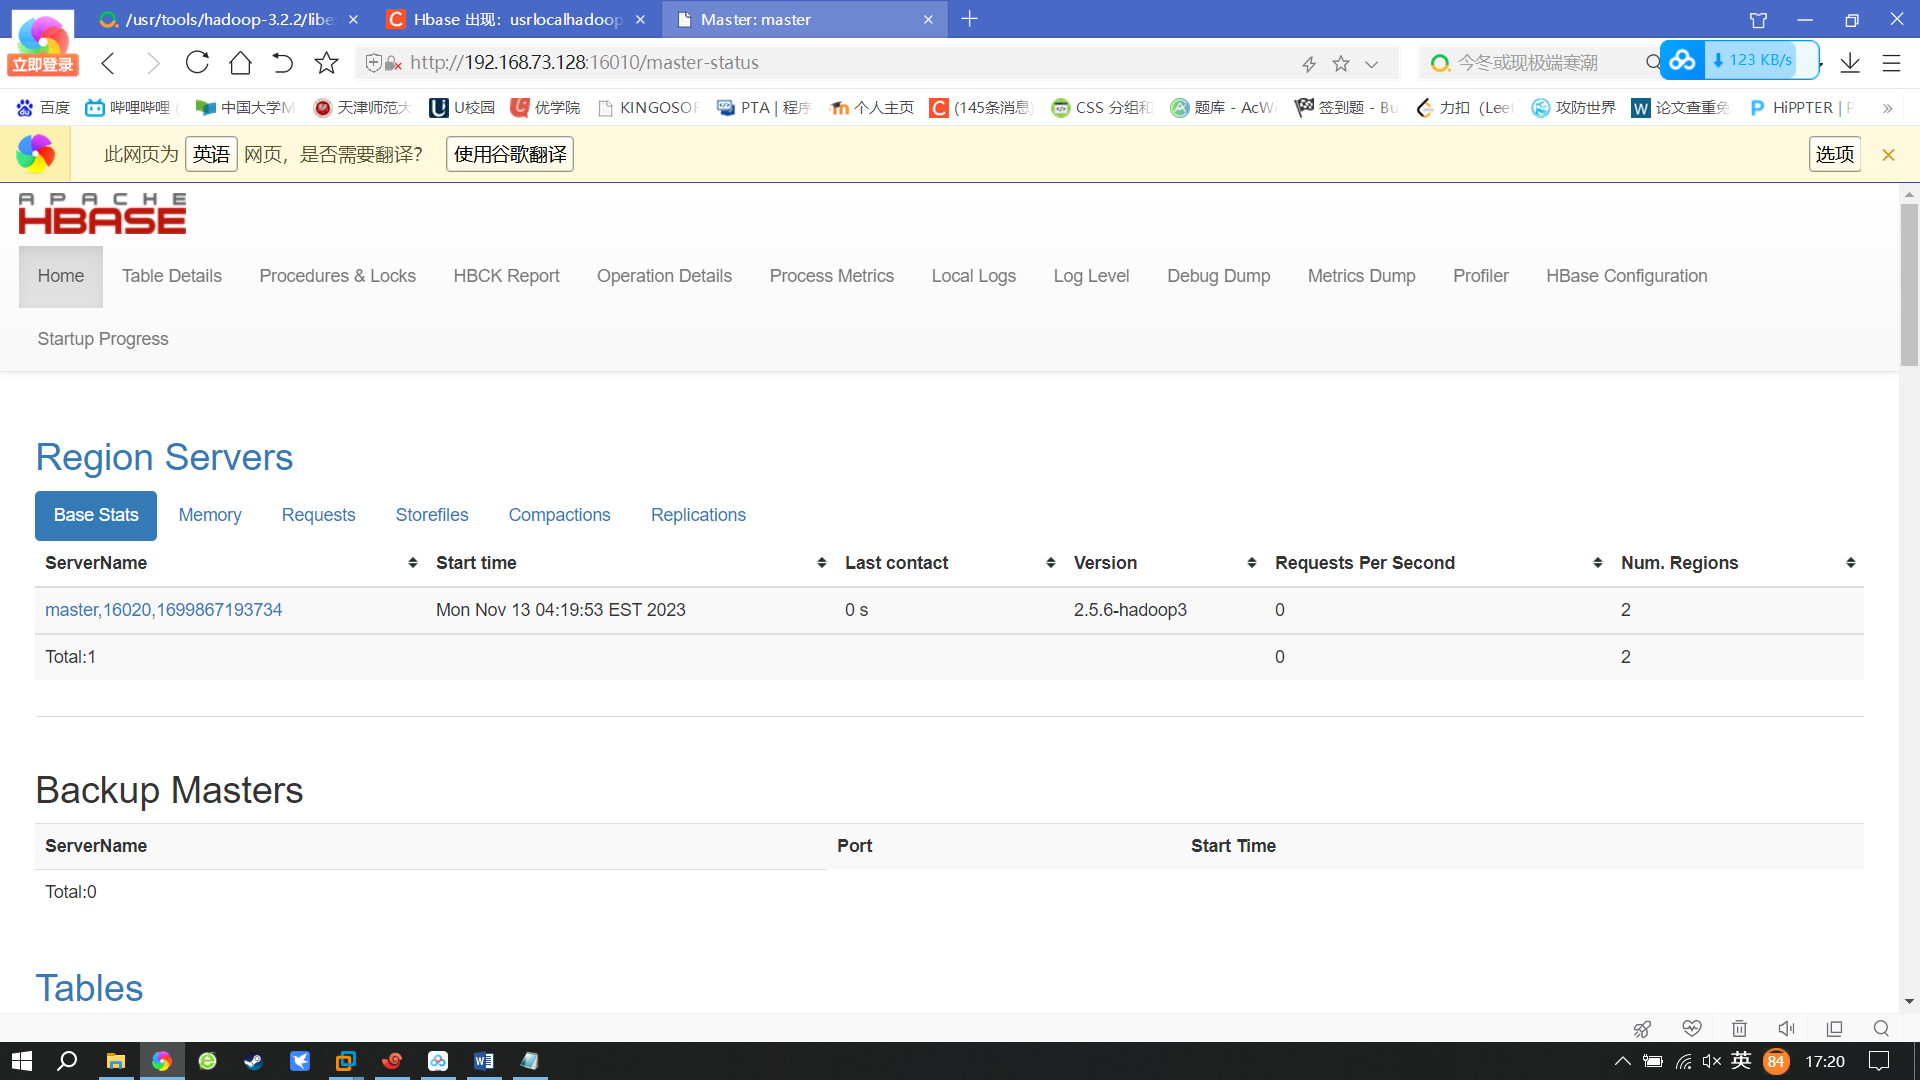 /usr/tools/hadoop-3.2.2/libe
Hbase 出现：usrlocalhadoop
Master: master
立即登录
http://192.168.73.128:16010/master-status
今冬或现极端寒潮
123 KB/s
百度
哔哩哔哩 (
中国大学M
天津师范大
U校园
优学院
KINGOSOF
PTA | 程序
个人主页
(145条消息)
CSS 分组和
题库 - AcWi
签到题 - Bu
力扣（Leet
攻防世界
论文查重免
HiPPTER | P
»
此网页为 英语 网页，是否需要翻译？ 使用谷歌翻译
选项
APACHE
HBASE
Home
Table Details
Procedures & Locks
HBCK Report
Operation Details
Process Metrics
Local Logs
Log Level
Debug Dump
Metrics Dump
Profiler
HBase Configuration
Startup Progress
Region Servers
Base Stats
Memory
Requests
Storefiles
Compactions
Replications
ServerName Start time Last contact Version Requests Per Second Num. Regions
master,16020,1699867193734 Mon Nov 13 04:19:53 EST 2023 0 s 2.5.6-hadoop3 0 2
Total:1 0 2
Backup Masters
ServerName Port Start Time
Total:0
Tables
英
84
17:20